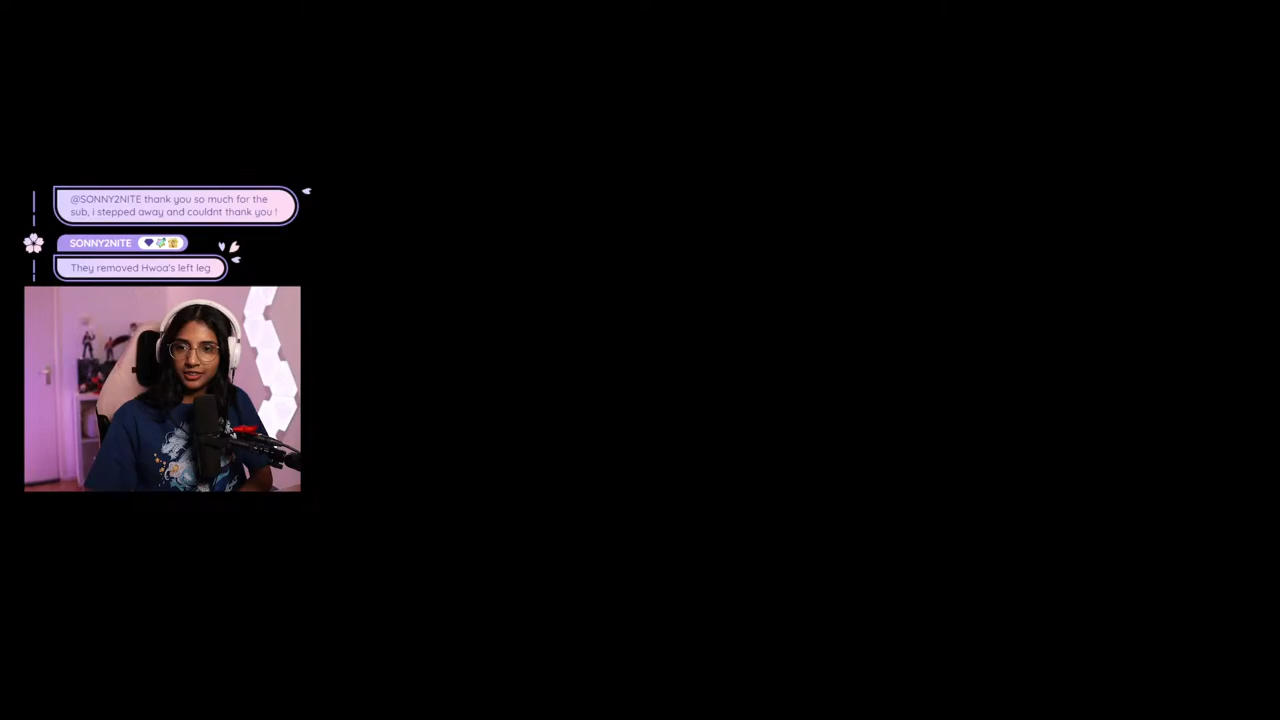 @SONNY2NITE thank you so much for the
sub, i stepped away and couldnt thank you !
SONNY2NITE
They removed Hwoa's left leg